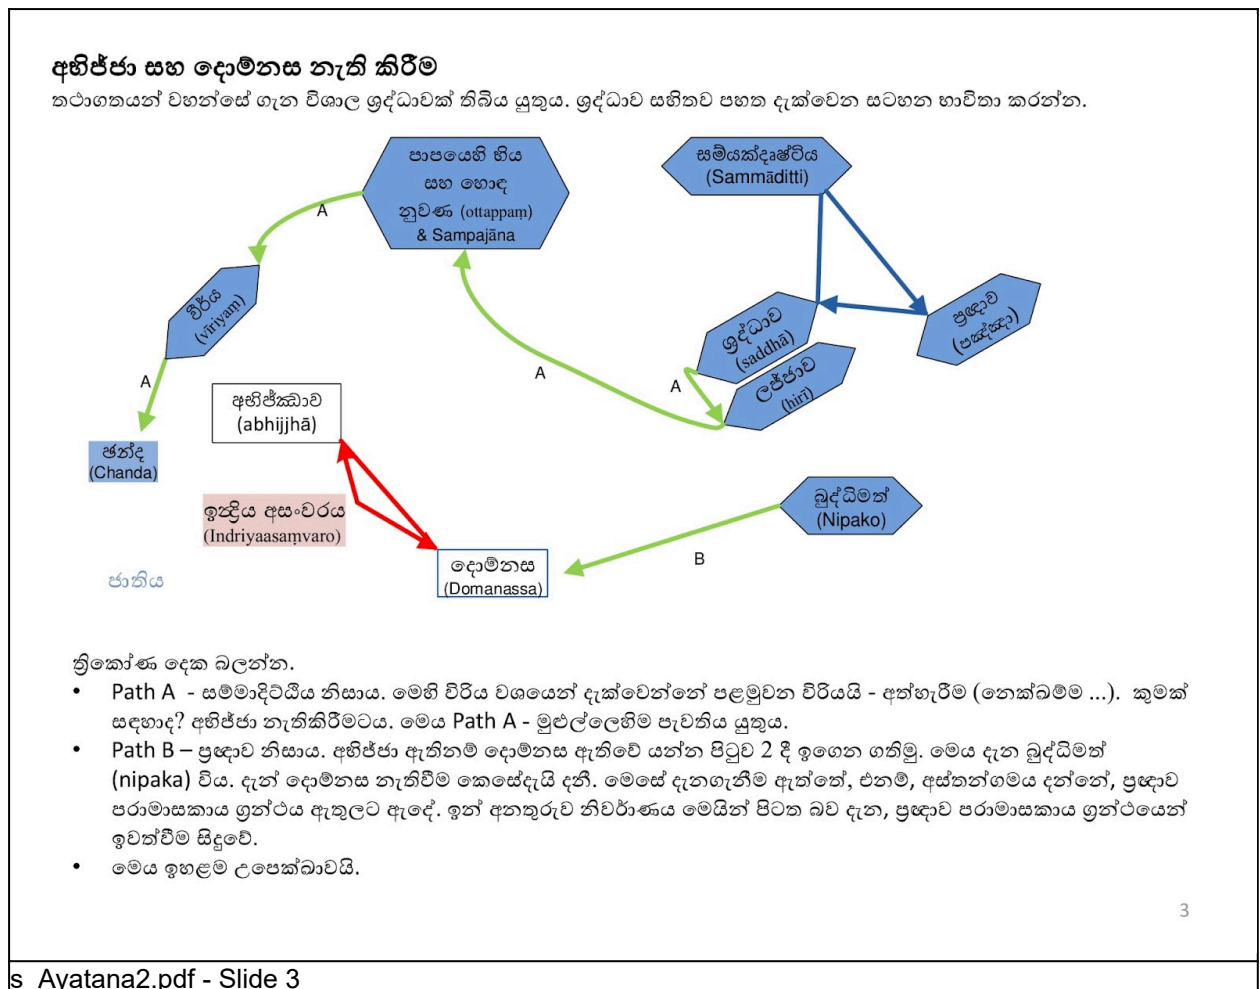 අභිජ්ජා සහ දොම්නස නැති කිරීම
තථාගතයන් වහන්සේ ගැන විශාල ශ්‍රද්ධාවක් තිබිය යුතුය. ශ්‍රද්ධාව සහිතව පහත දැක්වෙන සටහන භාවිතා කරන්න.
පාපයෙහි භිය
සහ හොඳ
නුවණ (ottappaṃ)
& Sampajāna
සම්යක්දෘෂ්ටිය
(Sammāditti)
A
වීර්ය
(vīriyaṃ)
ශ්‍රද්ධාව
(saddhā)
ප්‍රඥාව
(පඤ්ඤා)
ලජ්ජාව
(hirī)
A
A
A
අභිජ්ඣාව
(abhijjhā)
ඡන්ද
(Chanda)
ඉන්‍ද්‍රිය අසංවරය
(Indriyaasaṃvaro)
බුද්ධිමත්
(Nipako)
B
දොම්නස
(Domanassa)
ජාතිය
ත්‍රිකෝණ දෙක බලන්න.
• Path A - සම්මාදිට්ඨිය නිසාය. මෙහි විරිය වශයෙන් දැක්වෙන්නේ පළමුවන විරියයි - අත්හැරීම (නෙක්ඛම්ම ...). කුමක්
සඳහාද? අභිජ්ජා නැතිකිරීමටය. මෙය Path A - මුළුල්ලෙහිම පැවතිය යුතුය.
• Path B – ප්‍රඥාව නිසාය. අභිජ්ජා ඇතිනම් දොම්නස ඇතිවේ යන්න පිටුව 2 දී ඉගෙන ගතිමු. මෙය දැන බුද්ධිමත්
(nipaka) විය. දැන් දොම්නස නැතිවීම කෙසේදැයි දනී. මෙසේ දැනගැනීම ඇත්තේ, එනම්, අස්තන්ගමය දන්නේ, ප්‍රඥාව
පරාමාසකාය ග්‍රන්ථය ඇතුලට ඇදේ. ඉන් අනතුරුව නිවර්ාණය මෙයින් පිටත බව දැන, ප්‍රඥාව පරාමාසකාය ග්‍රන්ථයෙන්
ඉවත්වීම සිදුවේ.
• මෙය ඉහළම උපෙක්ඛාවයි.
3
s_Ayatana2.pdf - Slide 3